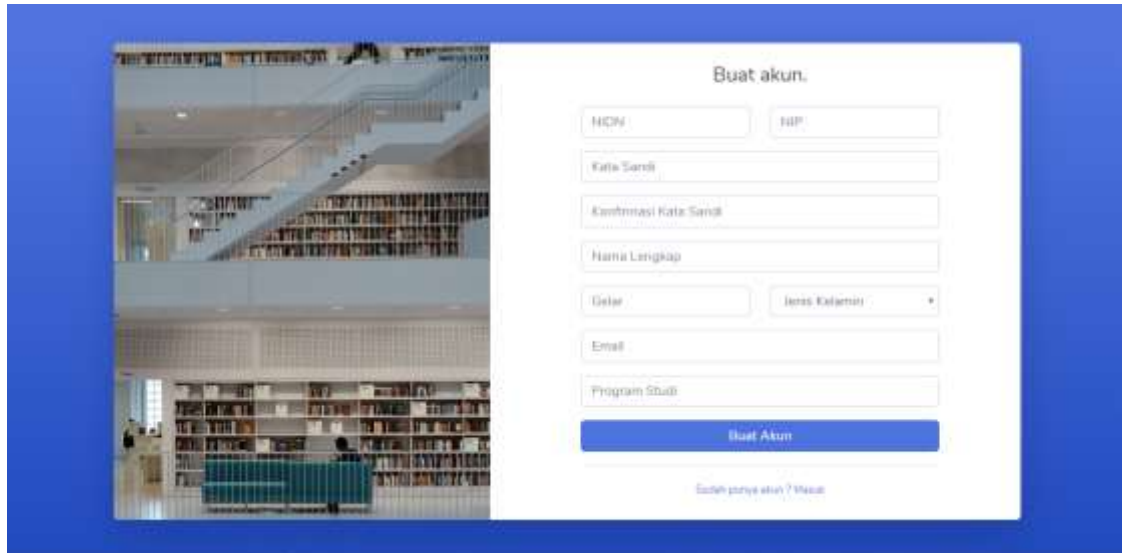 Buat akun.
NIDN NIP
Kata Sandi
Konfirmasi Kata Sandi
Nama Lengkap
Gelar Jenis Kelamin
Email
Program Studi
Buat Akun
Sudah punya akun ? Masuk